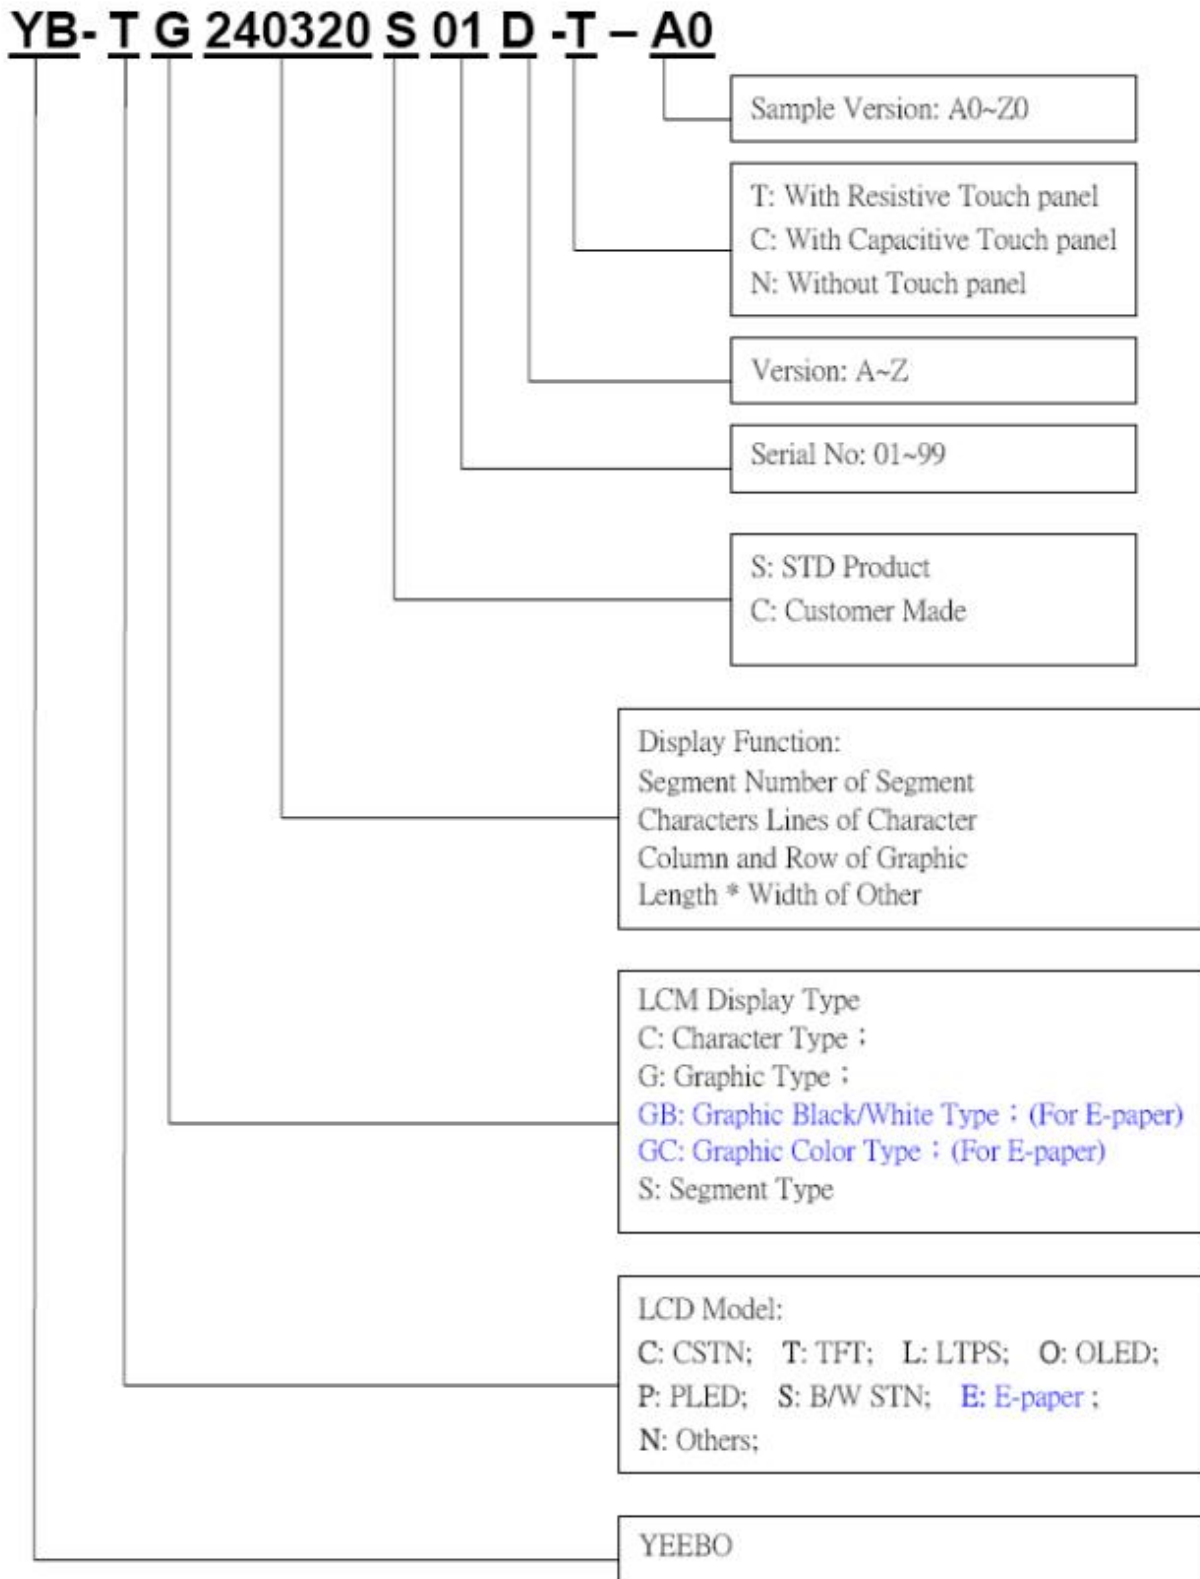 YB- T G 240320 S 01 D -T – A0
Sample Version: A0~Z0
T: With Resistive Touch panel
C: With Capacitive Touch panel
N: Without Touch panel
Version: A~Z
Serial No: 01~99
S: STD Product
C: Customer Made
Display Function:
Segment Number of Segment
Characters Lines of Character
Column and Row of Graphic
Length * Width of Other
LCM Display Type
C: Character Type；
G: Graphic Type；
GB: Graphic Black/White Type；(For E-paper)
GC: Graphic Color Type；(For E-paper)
S: Segment Type
LCD Model:
C: CSTN; T: TFT; L: LTPS; O: OLED;
P: PLED; S: B/W STN; E: E-paper ;
N: Others;
YEEBO